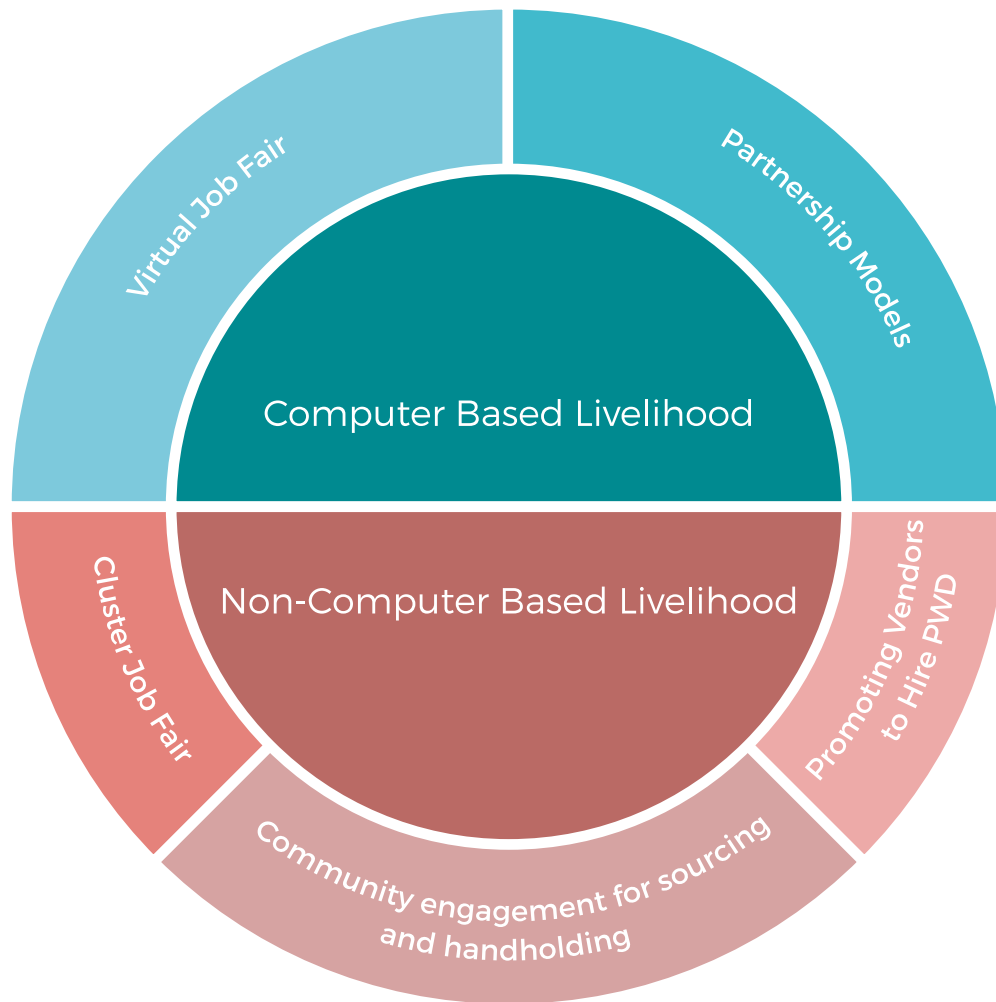 Virtual Job Fair
Partnership Models
Computer Based Livelihood
Non-Computer Based Livelihood
Cluster Job Fair
Promoting Vendors
to Hire PWD
Community engagement for sourcing
and handholding